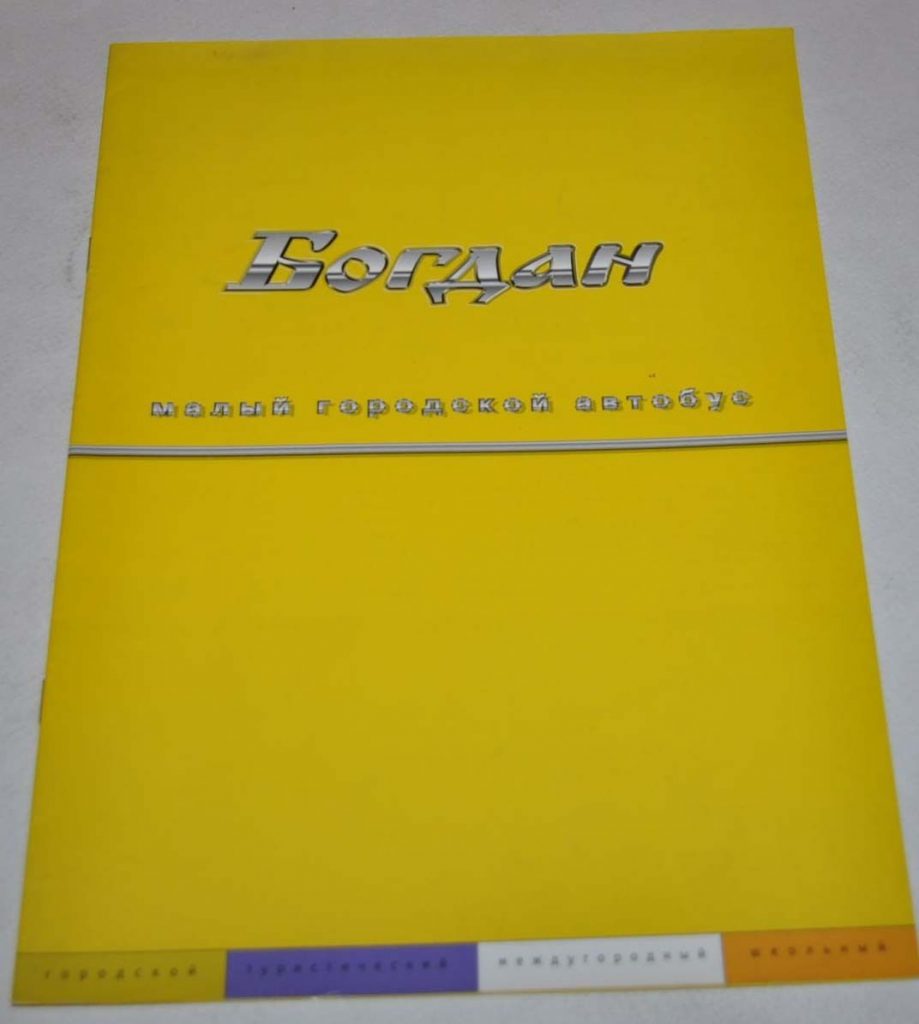 Богдан
малый городской автобус
городской туристический междугородный школьный